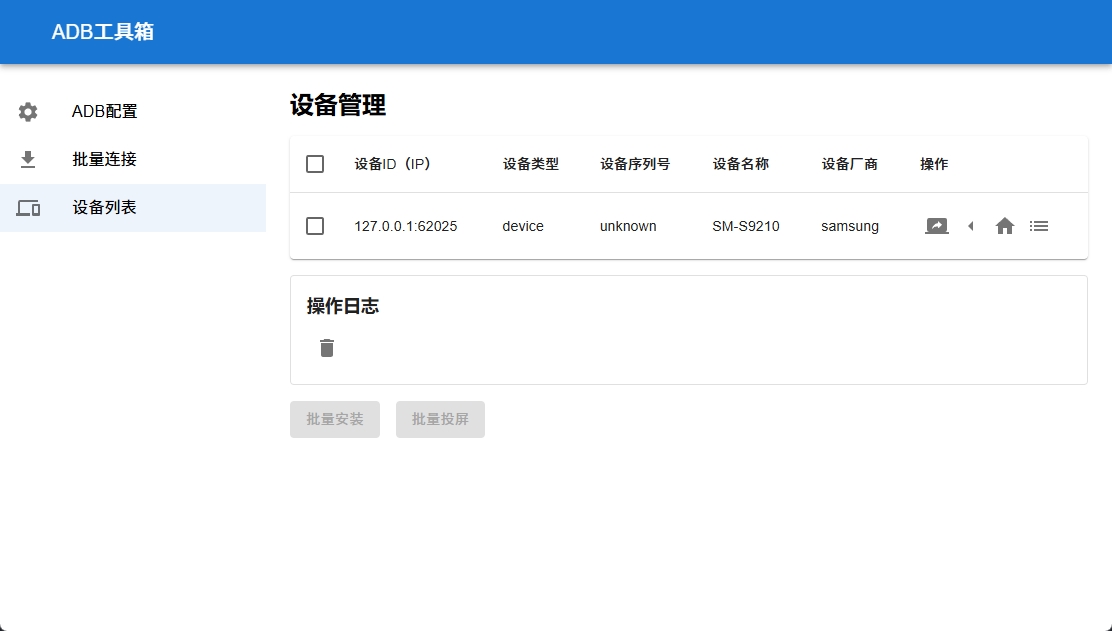 ADB工具箱
ADB配置
批量连接
设备列表
设备管理
设备ID（IP） 设备类型 设备序列号 设备名称 设备厂商 操作
127.0.0.1:62025 device unknown SM-S9210 samsung
操作日志
批量安装 批量投屏